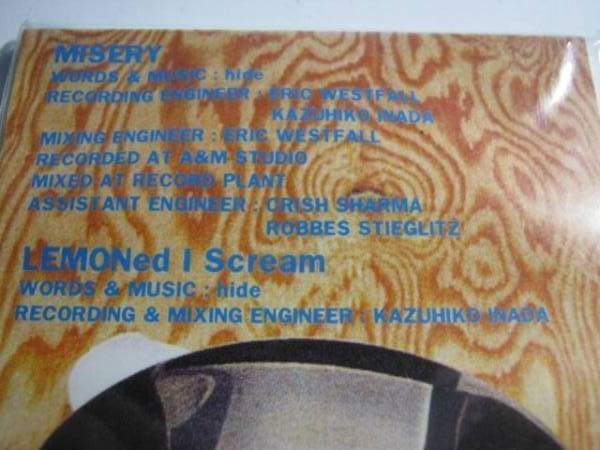 MISERY
WORDS & MUSIC : hide
RECORDING ENGINEER : ERIC WESTFALL
KAZUHIKO INADA
MIXING ENGINEER : ERIC WESTFALL
RECORDED AT A&M STUDIO
MIXED AT RECORD PLANT
ASSISTANT ENGINEER : CRISH SHARMA
ROBBES STIEGLITZ
LEMONed I Scream
WORDS & MUSIC : hide
RECORDING & MIXING ENGINEER : KAZUHIKO INADA